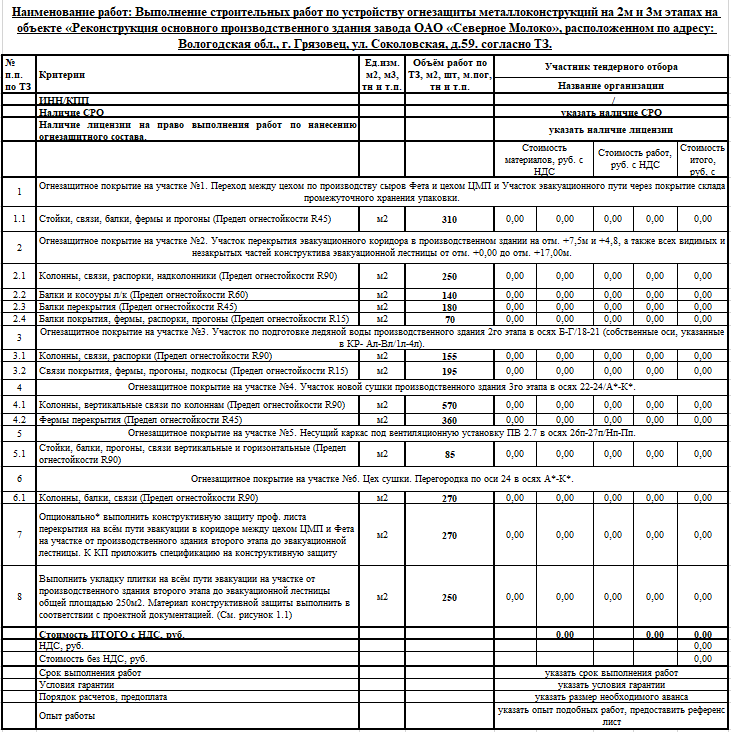 Наименование работ: Выполнение строительных работ по устройству огнезащиты металлоконструкций на 2м и 3м этапах на
объекте «Реконструкция основного производственного здания завода ОАО «Северное Молоко», расположенном по адресу:
Вологодская обл., г. Грязовец, ул. Соколовская, д.59. согласно ТЗ.
№ п.п. по ТЗ Критерии Ед.изм. м2, м3, тн и т.п. Объём работ по ТЗ, м2, шт, м.пог, тн и т.п. Участник тендерного отбора
Название организации
ИНН/КПП /
Наличие СРО указать наличие СРО
Наличие лицензии на право выполнения работ по нанесению
огнезащитного состава. указать наличие лицензии
Стоимость материалов, руб. с НДС Стоимость работ, руб. с НДС Стоимость итого, руб. с
1 Огнезащитное покрытие на участке №1. Переход между цехом по производству сыров Фета и цехом ЦМП и Участок эвакуационного пути через покрытие склада
промежуточного хранения упаковки.
1.1 Стойки, связи, балки, фермы и прогоны (Предел огнестойкости R45) м2 310 0,00 0,00 0,00 0,00 0,00
2 Огнезащитное покрытие на участке №2. Участок перекрытия эвакуационного коридора в производственном здании на отм. +7,5м и +4,8, а также всех видимых и
незакрытых частей конструктива эвакуационной лестницы от отм. +0,00 до отм. +17,00м.
2.1 Колонны, связи, распорки, надколонники (Предел огнестойкости R90) м2 250 0,00 0,00 0,00 0,00 0,00
2.2 Балки и косоуры л/к (Предел огнестойкости R60) м2 140 0,00 0,00 0,00 0,00 0,00
2.3 Балки перекрытия (Предел огнестойкости R45) м2 180 0,00 0,00 0,00 0,00 0,00
2.4 Балки покрытия, фермы, распорки, прогоны (Предел огнестойкости R15) м2 70 0,00 0,00 0,00 0,00 0,00
3 Огнезащитное покрытие на участке №3. Участок по подготовке ледяной воды производственного здания 2го этапа в осях Б-Г/18-21 (собственные оси, указанные
в КР- Ал-Вл/1л-4л).
3.1 Колонны, связи, распорки (Предел огнестойкости R90) м2 155 0,00 0,00 0,00 0,00 0,00
3.2 Связи покрытия, фермы, прогоны, подкосы (Предел огнестойкости R15) м2 195 0,00 0,00 0,00 0,00 0,00
4 Огнезащитное покрытие на участке №4. Участок новой сушки производственного здания 3го этапа в осях 22-24/А*-К*.
4.1 Колонны, вертикальные связи по колоннам (Предел огнестойкости R90) м2 570 0,00 0,00 0,00 0,00 0,00
4.2 Фермы перекрытия (Предел огнестойкости R45) м2 360 0,00 0,00 0,00 0,00 0,00
5 Огнезащитное покрытие на участке №5. Несущий каркас под вентиляционную установку ПВ 2.7 в осях 26п-27п/Нп-Пп.
5.1 Стойки, балки, прогоны, связи вертикальные и горизонтальные (Предел
огнестойкости R90) м2 85 0,00 0,00 0,00 0,00 0,00
6 Огнезащитное покрытие на участке №6. Цех сушки. Перегородка по оси 24 в осях А*-К*.
6.1 Колонны, балки, связи (Предел огнестойкости R90) м2 270 0,00 0,00 0,00 0,00 0,00
7 Опционально* выполнить конструктивную защиту проф. листа
перекрытия на всём пути эвакуации в коридоре между цехом ЦМП и Фета
на участке от производственного здания второго этапа до эвакуационной
лестницы. К КП приложить спецификацию на конструктивную защиту м2 270 0,00 0,00 0,00 0,00 0,00
8 Выполнить укладку плитки на всём пути эвакуации на участке от
производственного здания второго этапа до эвакуационной лестницы
общей площадью 250м2. Материал конструктивной защиты выполнить в
соответствии с проектной документацией. (См. рисунок 1.1) м2 250 0,00 0,00 0,00 0,00 0,00
Стоимость ИТОГО с НДС, руб. 0,00 0,00 0,00
НДС, руб. 0,00
Стоимость без НДС, руб. 0,00
Срок выполнения работ указать срок выполнения работ
Условия гарантии указать условия гарантии
Порядок расчетов, предоплата указать размер необходимого аванса
Опыт работы указать опыт подобных работ, предоставить референс
лист